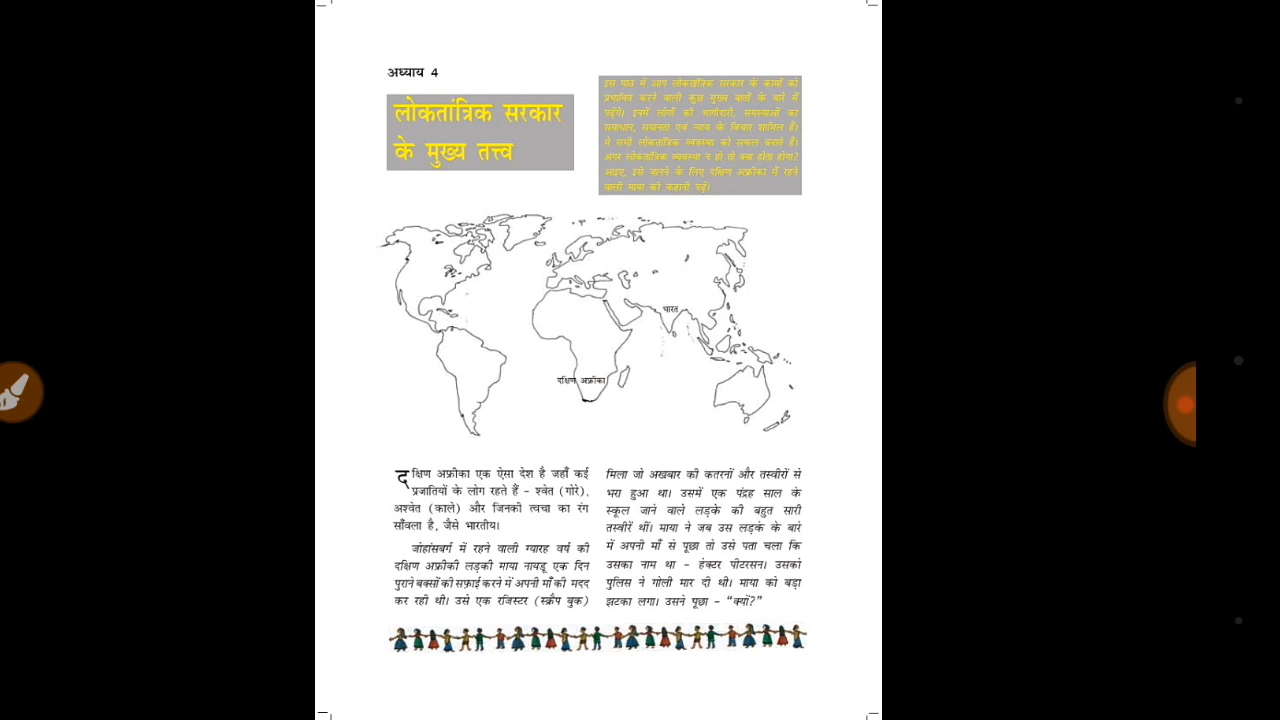 अध्याय 4
लोकतांत्रिक सरकार
के मुख्य तत्त्व
इस पाठ में आप लोकतांत्रिक सरकार के कामों को
प्रभावित करने वाली कुछ मुख्य बातों के बारे में
पढ़ेंगे। इनमें लोगों की भागीदारी, समस्याओं का
समाधान, समानता एवं न्याय के विचार शामिल हैं।
ये सभी लोकतांत्रिक व्यवस्था को सफल बनाते हैं।
अगर लोकतांत्रिक व्यवस्था न हो तो क्या होता होगा?
आइए, इसे जानने के लिए दक्षिण अफ्रीका में रहने
वाली माया की कहानी पढ़ें।
भारत
दक्षिण अफ्रीका
दक्षिण अफ्रीका एक ऐसा देश है जहाँ कई
प्रजातियों के लोग रहते हैं – श्वेत (गोरे),
अश्वेत (काले) और जिनकी त्वचा का रंग
साँवला है, जैसे भारतीय।
जोहांसबर्ग में रहने वाली ग्यारह वर्ष की
दक्षिण अफ्रीकी लड़की माया नायडू एक दिन
पुराने बक्सों की सफ़ाई करने में अपनी माँ की मदद
कर रही थी। उसे एक रजिस्टर (स्क्रैप बुक)
मिला जो अखबार की कतरनों और तस्वीरों से
भरा हुआ था। उसमें एक पंद्रह साल के
स्कूल जाने वाले लड़के की बहुत सारी
तस्वीरें थीं। माया ने जब उस लड़के के बारे
में अपनी माँ से पूछा तो उसे पता चला कि
उसका नाम था – हेक्टर पीटरसन। उसको
पुलिस ने गोली मार दी थी। माया को बड़ा
झटका लगा। उसने पूछा – “क्यों?”